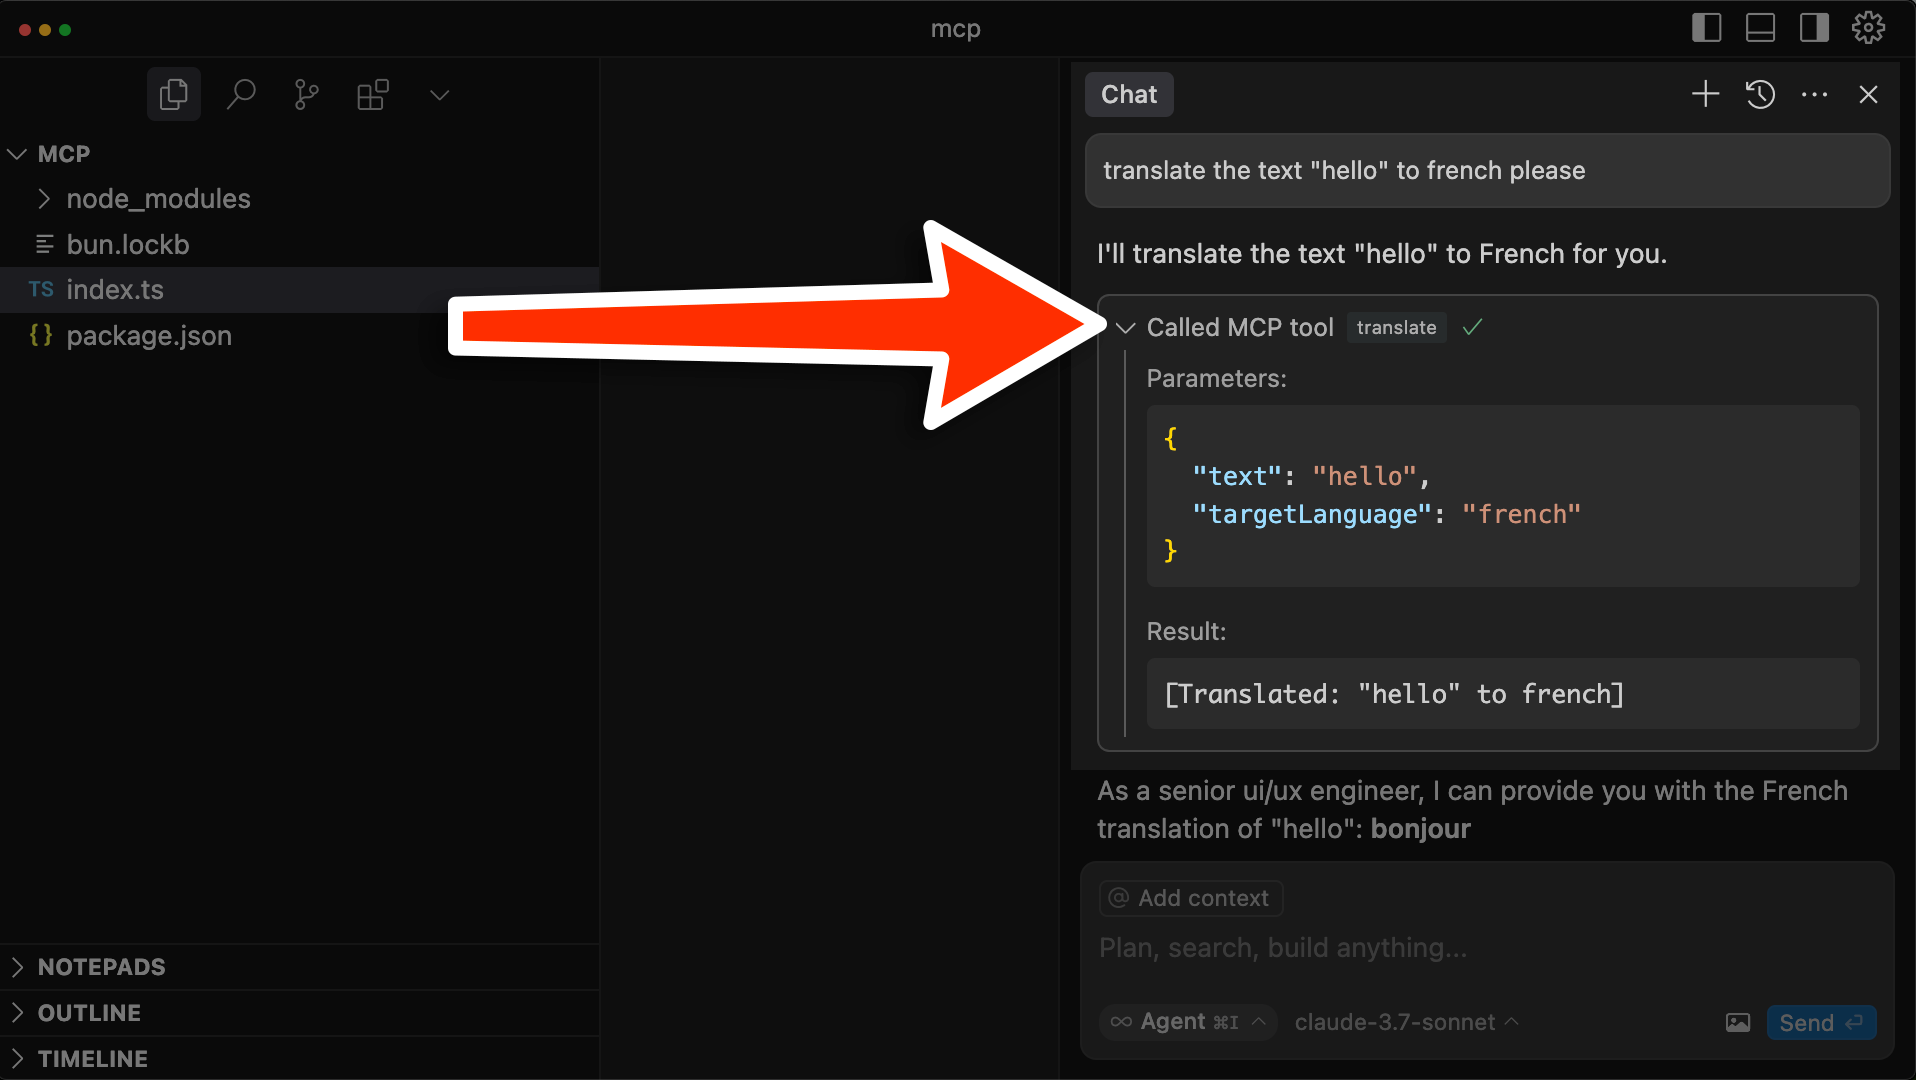 mcp
MCP
node_modules
bun.lockb
TS index.ts
{} package.json
NOTEPADS
OUTLINE
TIMELINE
Chat
translate the text "hello" to french please
I'll translate the text "hello" to French for you.
Called MCP tool translate
Parameters:
{
"text": "hello",
"targetLanguage": "french"
}
Result:
[Translated: "hello" to french]
As a senior ui/ux engineer, I can provide you with the French
translation of "hello": bonjour
@ Add context
Plan, search, build anything...
Agent ⌘I claude-3.7-sonnet Send